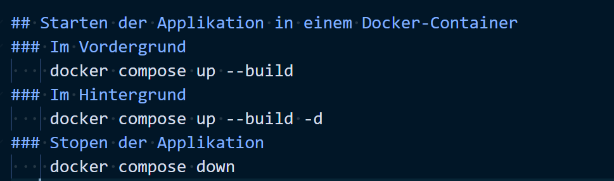 ## Starten der Applikation in einem Docker-Container
### Im Vordergrund
    docker compose up --build
### Im Hintergrund
    docker compose up --build -d
### Stopen der Applikation
    docker compose down